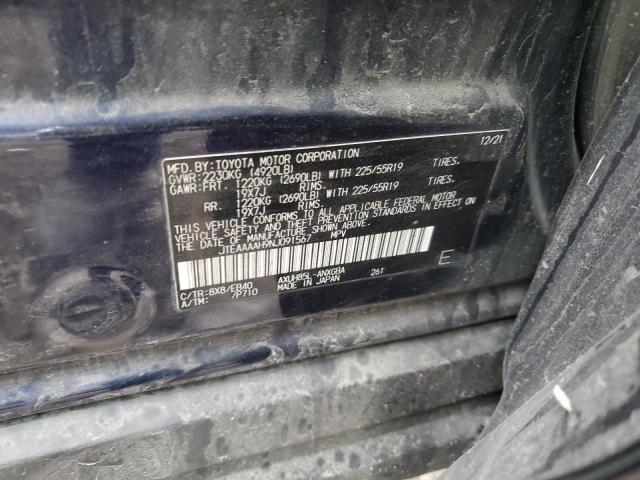 MFD. BY: TOYOTA MOTOR CORPORATION 12/21
GVWR: 2230KG (4920LB)
GAWR: FRT. 1220KG (2690LB) WITH 225/55R19 TIRES.
19X7J RIMS.
RR. 1220KG (2690LB) WITH 225/55R19 TIRES.
19X7J RIMS.
THIS VEHICLE CONFORMS TO ALL APPLICABLE FEDERAL MOTOR
VEHICLE SAFETY AND THEFT PREVENTION STANDARDS IN
EFFECT ON THE DATE OF MANUFACTURE SHOWN ABOVE.
JTEAAAAH9NJ091567 MPV
C/TR: 8X8/EB40 AXUH85L-ANXGBA 261 E
A/TM: /P710 MADE IN JAPAN